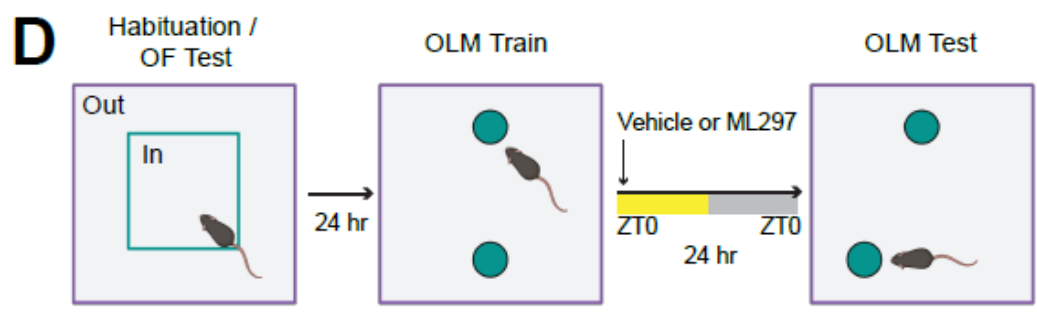 D
Habituation /
OF Test
OLM Train
OLM Test
Out
In
24 hr
Vehicle or ML297
ZT0
ZT0
24 hr